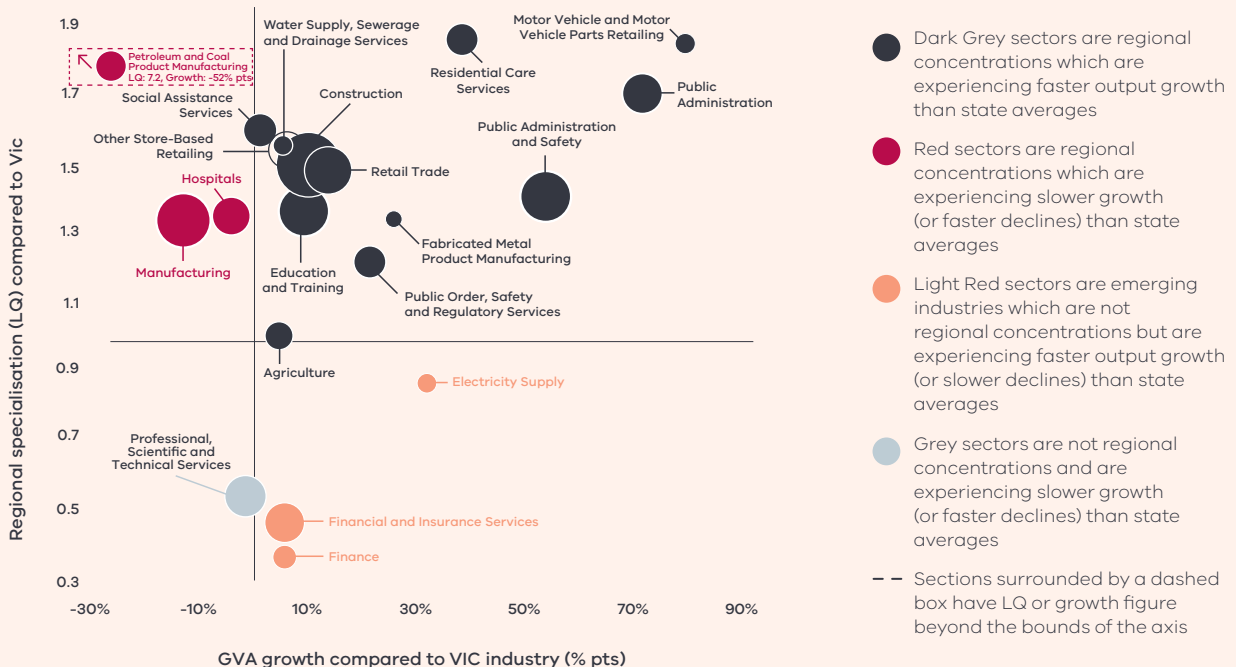 Regional specialisation (LQ) compared to Vic
1.9
1.7
1.5
1.3
1.1
0.9
0.7
0.5
0.3
Petroleum and Coal
Product Manufacturing
LQ: 7.2, Growth: -52% pts
Water Supply, Sewerage
and Drainage Services
Motor Vehicle and Motor
Vehicle Parts Retailing
Residential Care
Services
Public
Administration
Social Assistance
Services
Construction
Other Store-Based
Retailing
Public Administration
and Safety
Retail Trade
Hospitals
Manufacturing
Education
and Training
Fabricated Metal
Product Manufacturing
Public Order, Safety
and Regulatory Services
Agriculture
Electricity Supply
Professional,
Scientific and
Technical Services
Financial and Insurance Services
Finance
-30%
-10%
10%
30%
50%
70%
90%
GVA growth compared to VIC industry (% pts)
Dark Grey sectors are regional
concentrations which are
experiencing faster output growth
than state averages
Red sectors are regional
concentrations which are
experiencing slower growth
(or faster declines) than state
averages
Light Red sectors are emerging
industries which are not
regional concentrations but are
experiencing faster output growth
(or slower declines) than state
averages
Grey sectors are not regional
concentrations and are
experiencing slower growth
(or faster declines) than state
averages
Sections surrounded by a dashed
box have LQ or growth figure
beyond the bounds of the axis